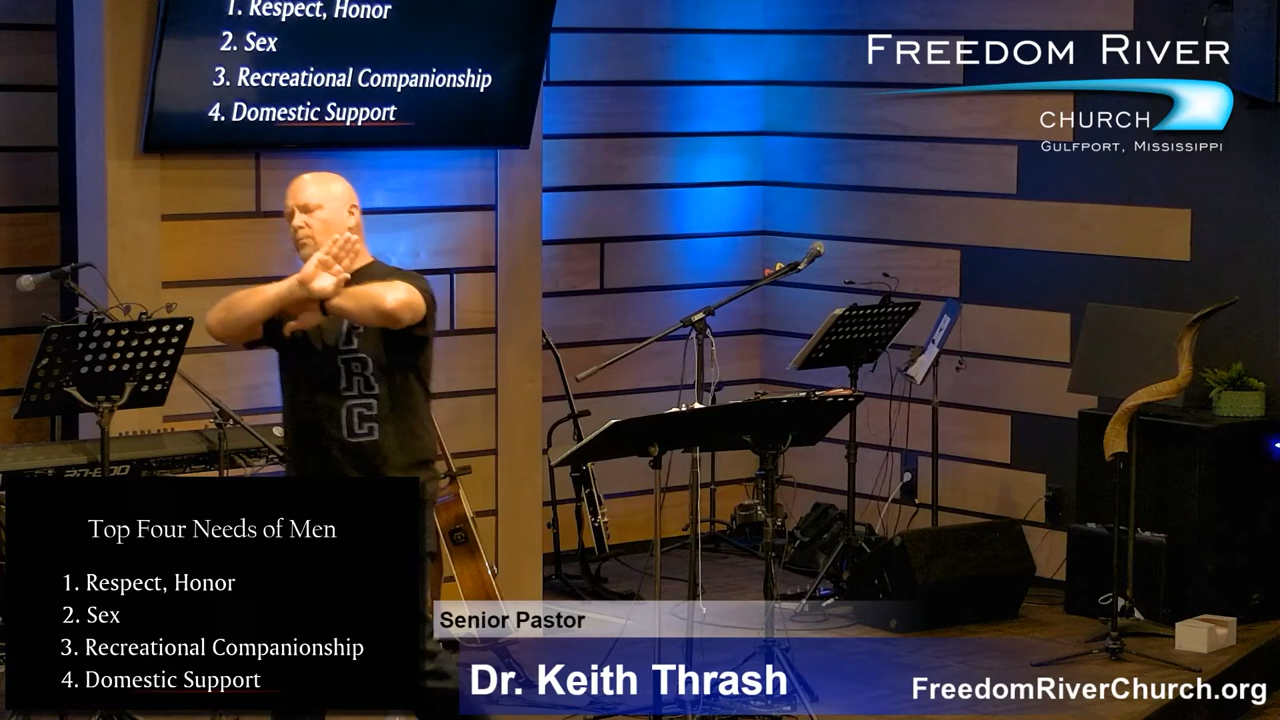 1. Respect, Honor
2. Sex
3. Recreational Companionship
4. Domestic Support
FREEDOM RIVER
CHURCH
GULFPORT, MISSISSIPPI
FRC
Top Four Needs of Men
1. Respect, Honor
2. Sex
3. Recreational Companionship
4. Domestic Support
Senior Pastor
Dr. Keith Thrash
FreedomRiverChurch.org